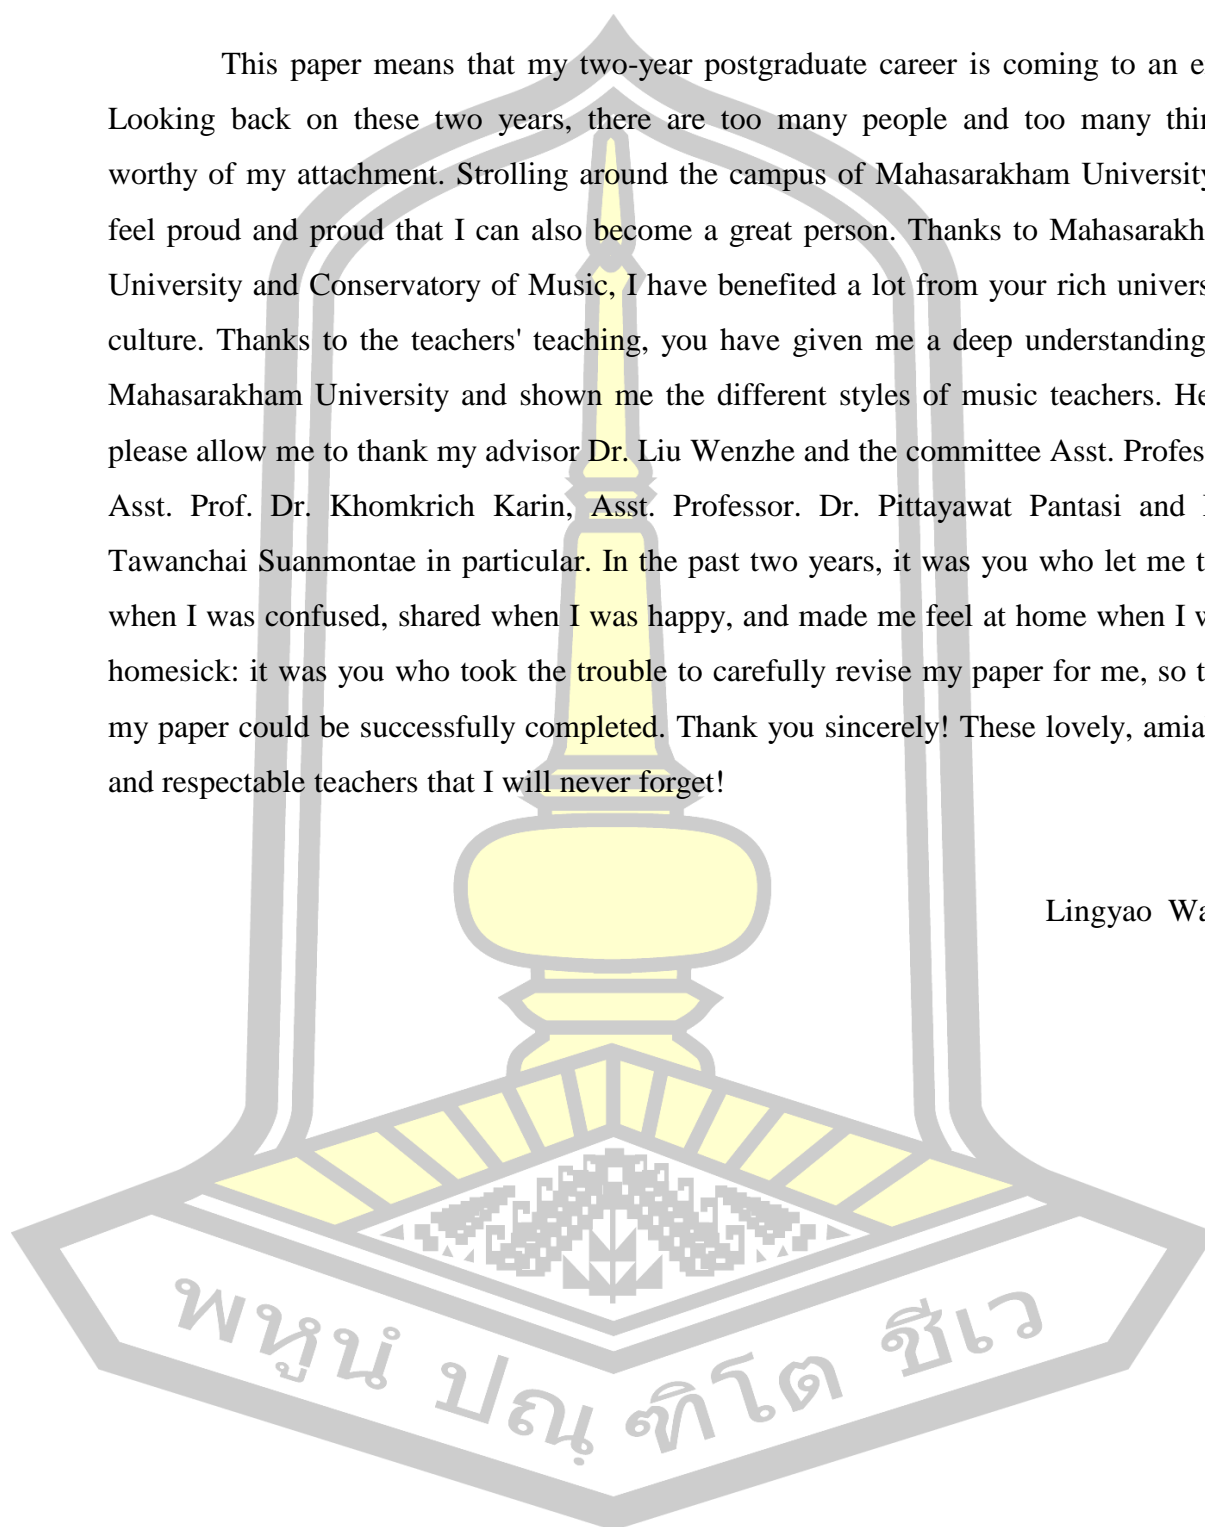 This paper means that my two-year postgraduate career is coming to an e
Looking back on these two years, there are too many people and too many thin
worthy of my attachment. Strolling around the campus of Mahasarakham University
feel proud and proud that I can also become a great person. Thanks to Mahasarakh
University and Conservatory of Music, I have benefited a lot from your rich univers
culture. Thanks to the teachers' teaching, you have given me a deep understanding
Mahasarakham University and shown me the different styles of music teachers. He
please allow me to thank my advisor Dr. Liu Wenzhe and the committee Asst. Profes
Asst. Prof. Dr. Khomkrich Karin, Asst. Professor. Dr. Pittayawat Pantasi and
Tawanchai Suanmontae in particular. In the past two years, it was you who let me t
when I was confused, shared when I was happy, and made me feel at home when I w
homesick: it was you who took the trouble to carefully revise my paper for me, so t
my paper could be successfully completed. Thank you sincerely! These lovely, amia
and respectable teachers that I will never forget!
Lingyao Wa
พหูนํ ปณฺฑิโต ชีเว